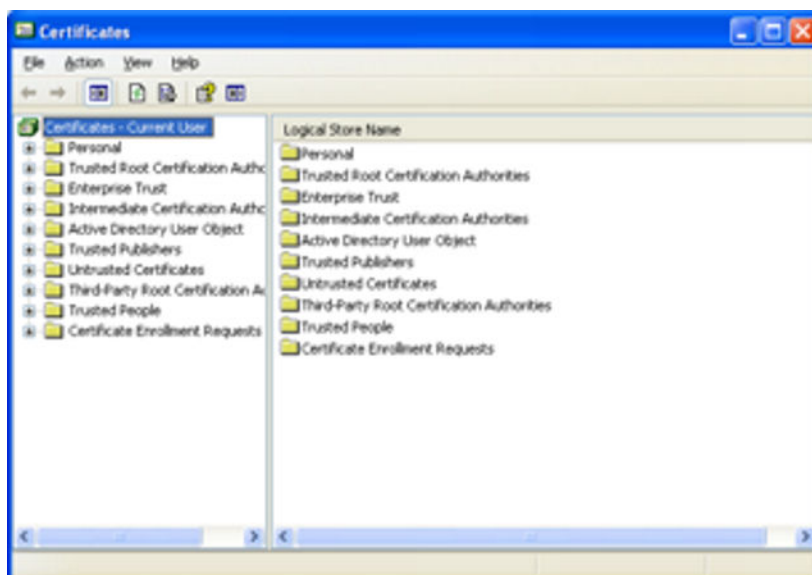 Certificates
File Action View Help
Certificates - Current User
Personal
Trusted Root Certification Autho
Enterprise Trust
Intermediate Certification Autho
Active Directory User Object
Trusted Publishers
Untrusted Certificates
Third-Party Root Certification Au
Trusted People
Certificate Enrollment Requests
Logical Store Name
Personal
Trusted Root Certification Authorities
Enterprise Trust
Intermediate Certification Authorities
Active Directory User Object
Trusted Publishers
Untrusted Certificates
Third-Party Root Certification Authorities
Trusted People
Certificate Enrollment Requests